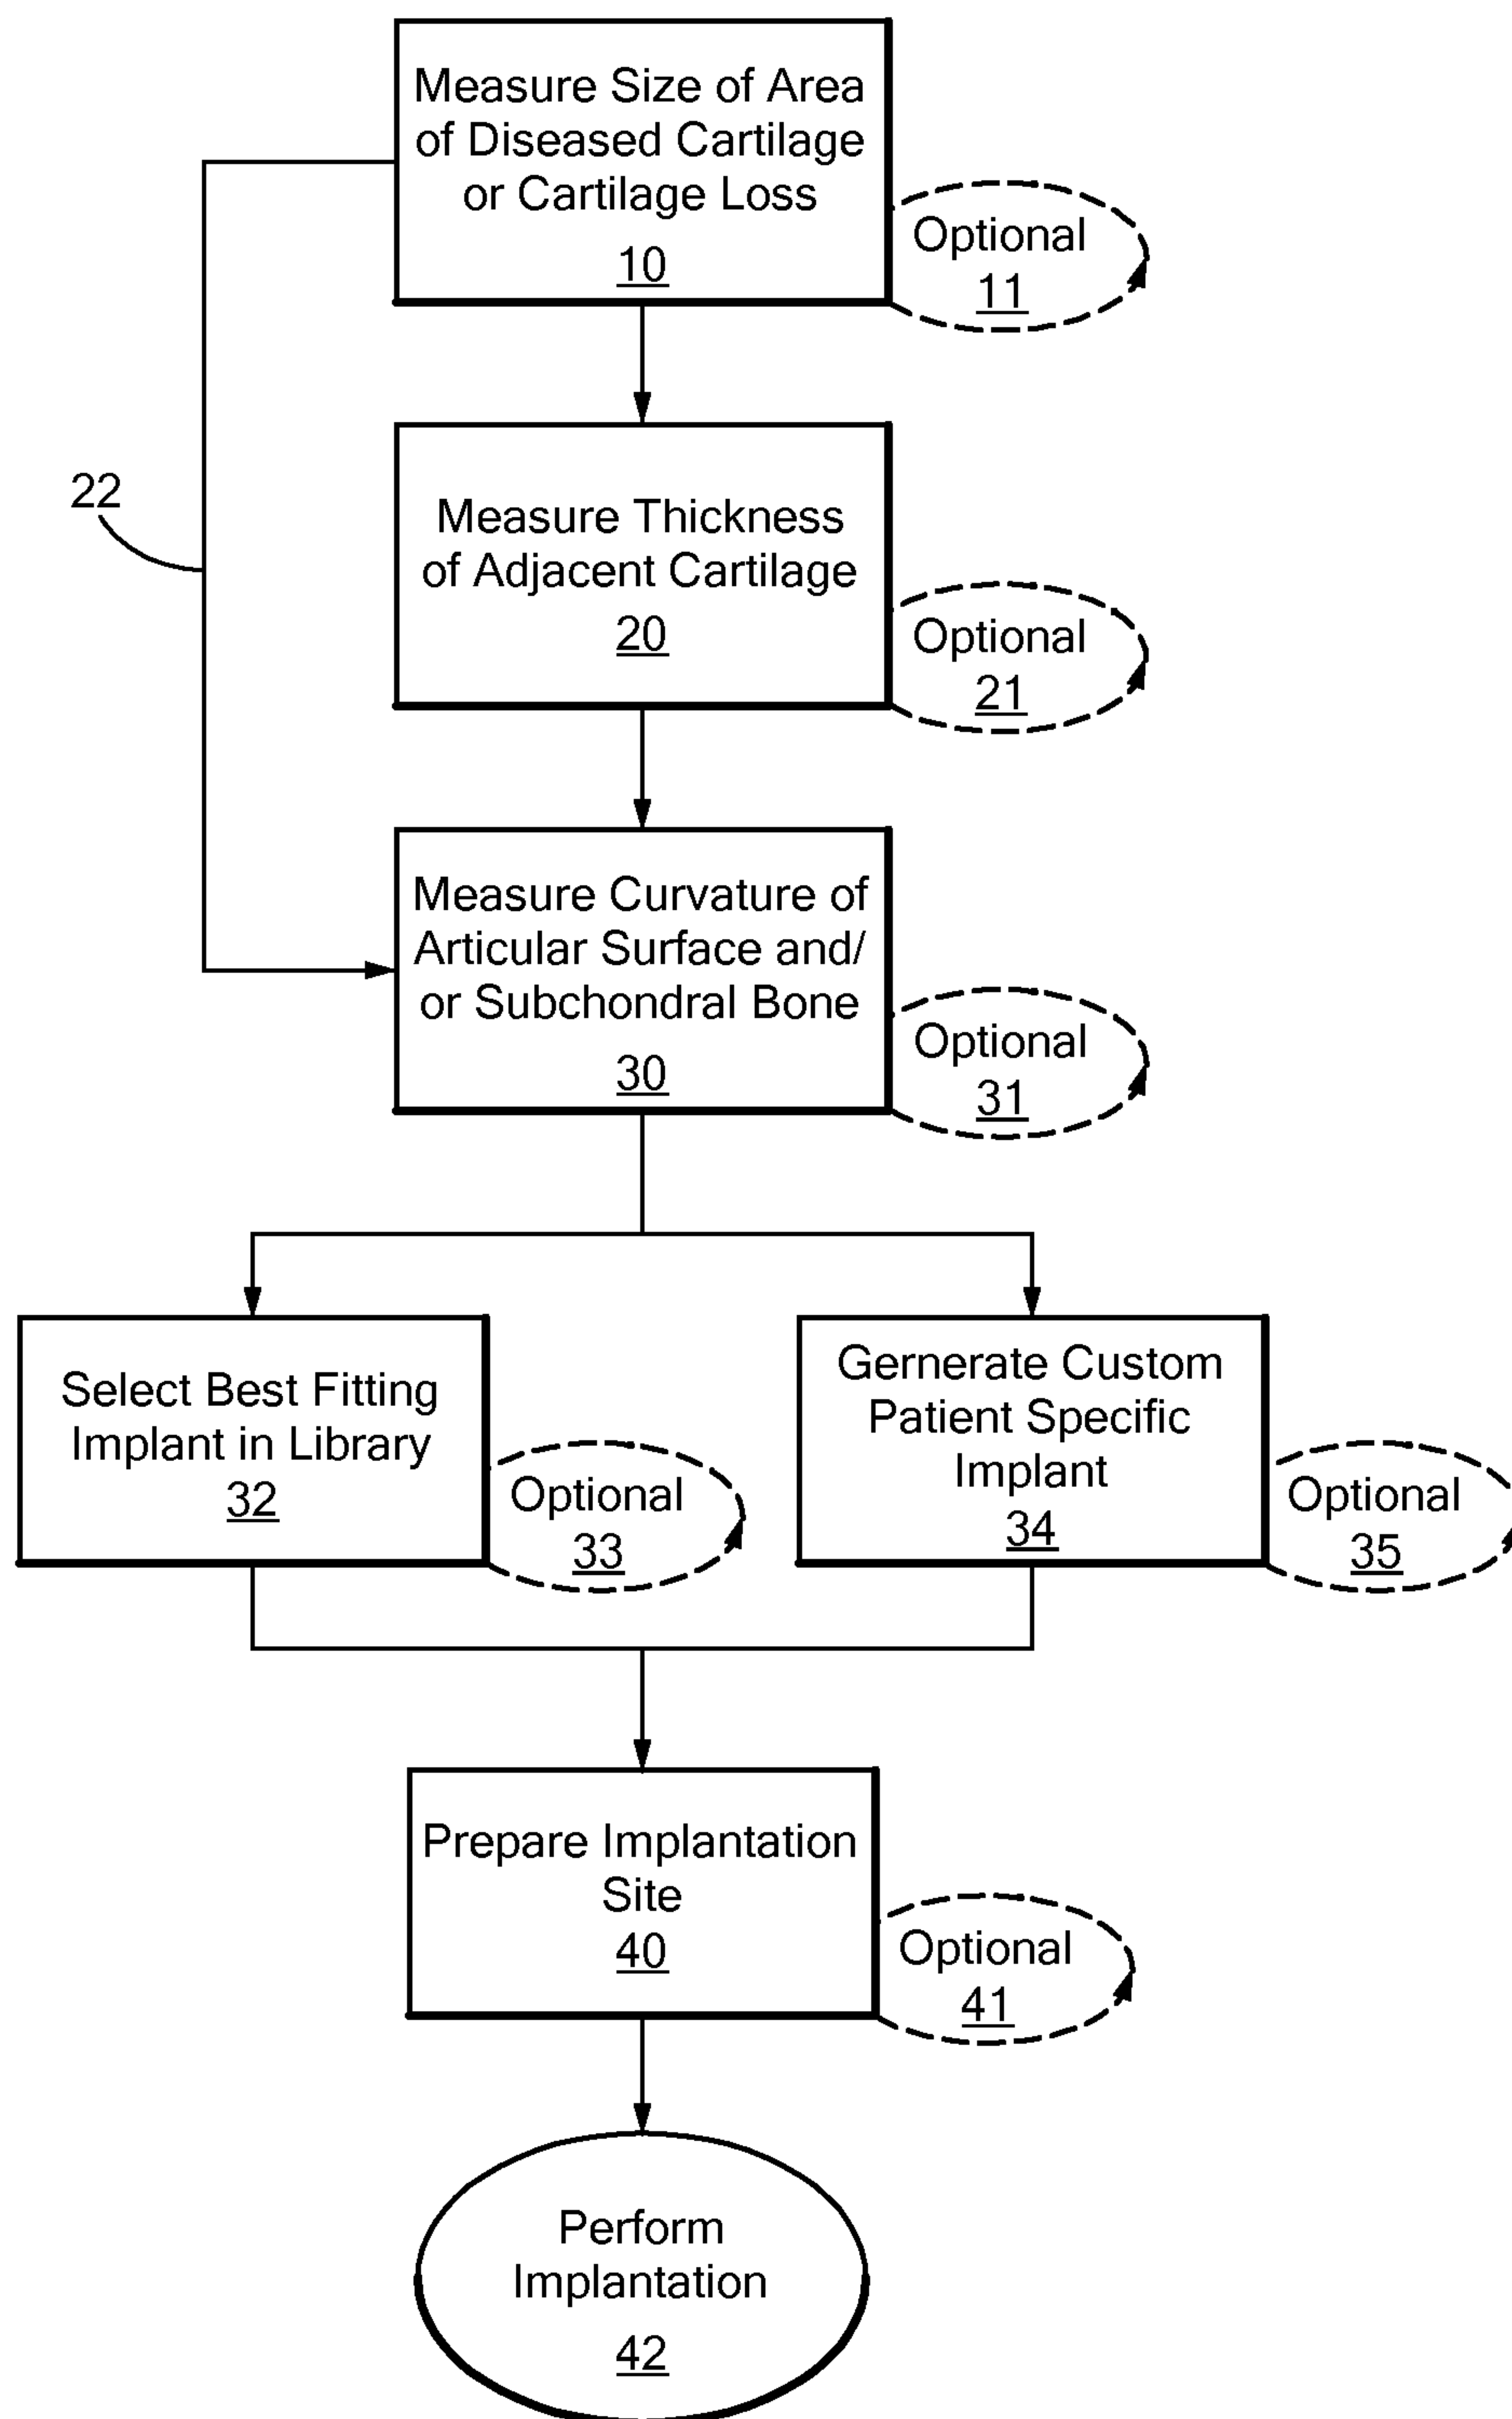 Measure Size of Area
of Diseased Cartilage
or Cartilage Loss
10
Optional
11
22
Measure Thickness
of Adjacent Cartilage
20
Optional
21
Measure Curvature of
Articular Surface and/
or Subchondral Bone
30
Optional
31
Select Best Fitting
Implant in Library
32
Optional
33
Gernerate Custom
Patient Specific
Implant
34
Optional
35
Prepare Implantation
Site
40
Optional
41
Perform
Implantation
42